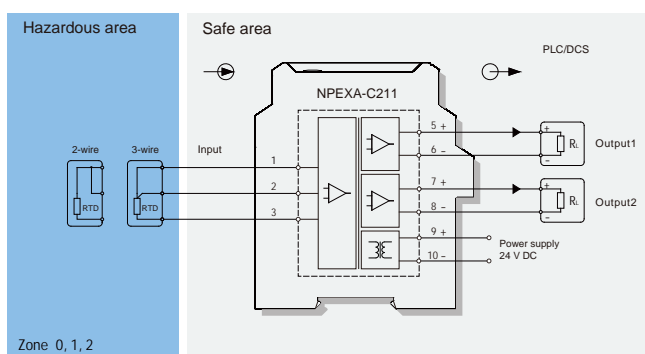 Hazardous area
Safe area
PLC/DCS
NPEXA-C211
2-wire
3-wire
Input
RTD
RTD
1
2
3
5 +
6 –
7 +
8 –
9 +
10 –
+
RL
–
Output1
+
RL
–
Output2
Power supply
24 V DC
Zone 0, 1, 2